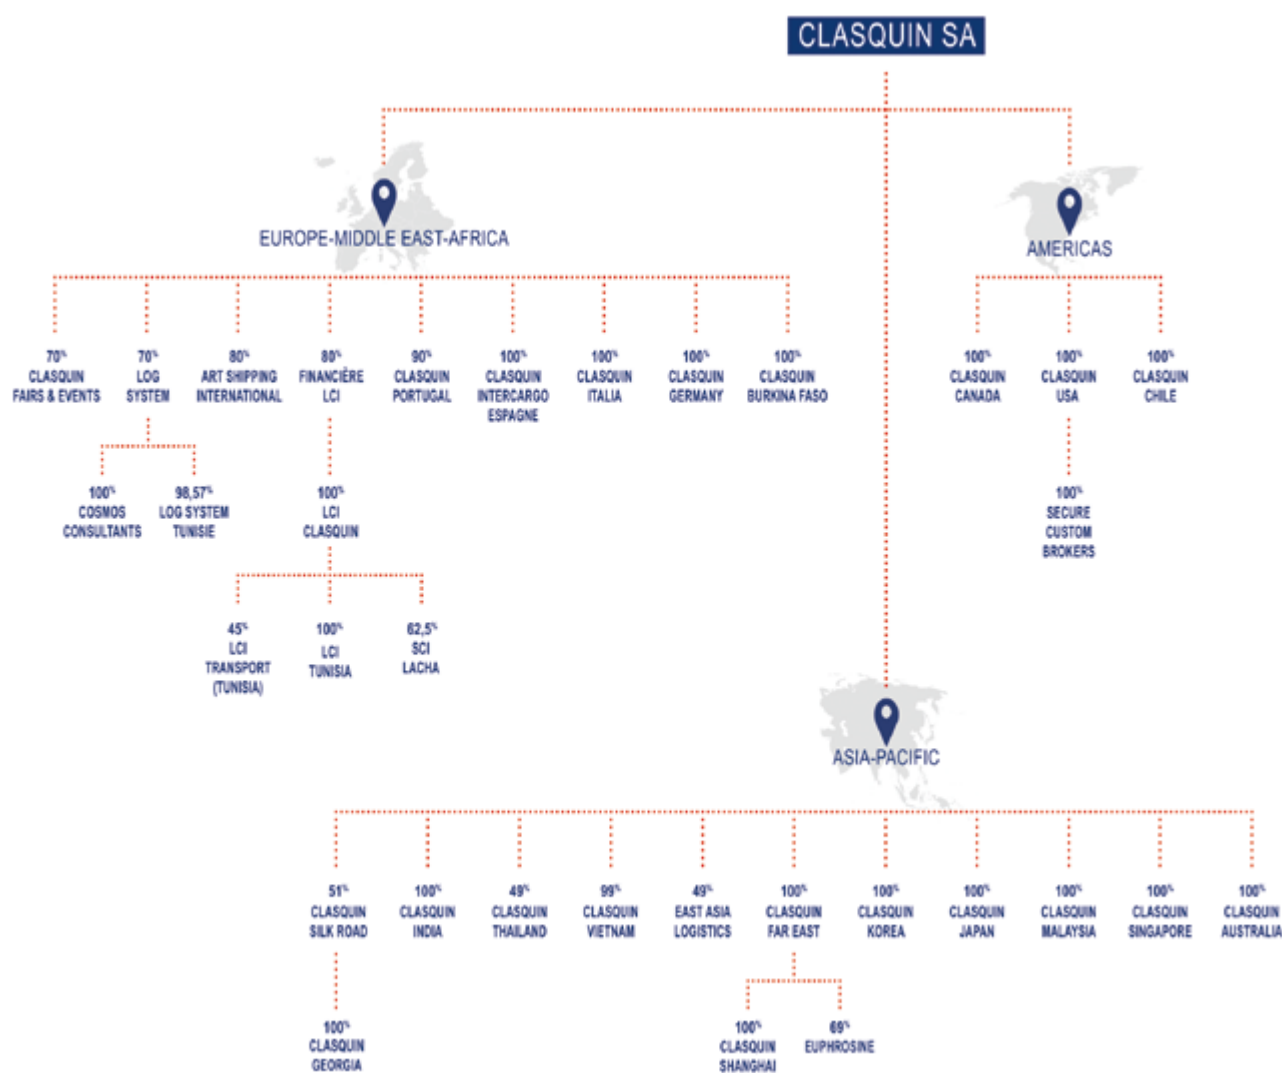 CLASQUIN SA
EUROPE-MIDDLE EAST-AFRICA
AMERICAS
70%
CLASQUIN
FAIRS & EVENTS
70%
LOG
SYSTEM
80%
ART SHIPPING
INTERNATIONAL
80%
FINANCIÈRE
LCI
90%
CLASQUIN
PORTUGAL
100%
CLASQUIN
INTERCARGO
ESPAGNE
100%
CLASQUIN
ITALIA
100%
CLASQUIN
GERMANY
100%
CLASQUIN
BURKINA FASO
100%
CLASQUIN
CANADA
100%
CLASQUIN
USA
100%
CLASQUIN
CHILE
100%
COSMOS
CONSULTANTS
98,57%
LOG SYSTEM
TUNISIE
100%
LCI
CLASQUIN
100%
SECURE
CUSTOM
BROKERS
45%
LCI
TRANSPORT
(TUNISIA)
100%
LCI
TUNISIA
62,5%
SCI
LACHA
ASIA-PACIFIC
51%
CLASQUIN
SILK ROAD
100%
CLASQUIN
INDIA
49%
CLASQUIN
THAILAND
99%
CLASQUIN
VIETNAM
49%
EAST ASIA
LOGISTICS
100%
CLASQUIN
FAR EAST
100%
CLASQUIN
KOREA
100%
CLASQUIN
JAPAN
100%
CLASQUIN
MALAYSIA
100%
CLASQUIN
SINGAPORE
100%
CLASQUIN
AUSTRALIA
100%
CLASQUIN
GEORGIA
100%
CLASQUIN
SHANGHAI
69%
EUPHROSINE